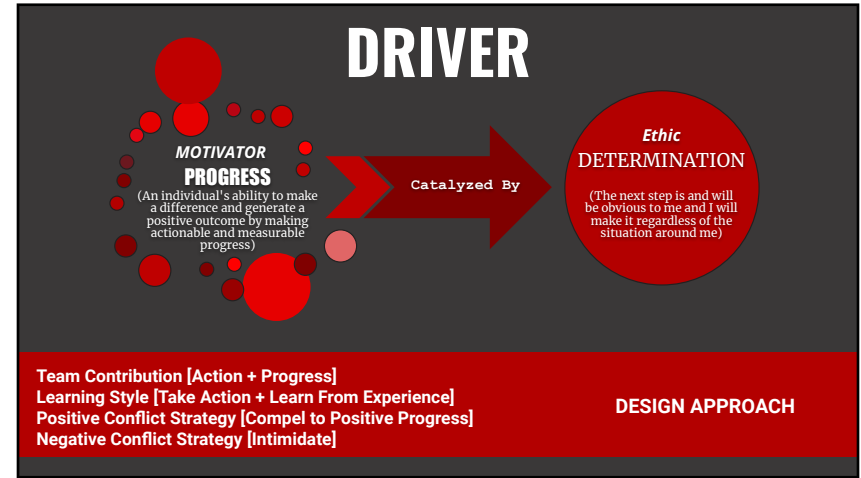 DRIVER
MOTIVATOR
PROGRESS
(An individual's ability to make
a difference and generate a
positive outcome by making
actionable and measurable
progress)
Catalyzed By
Ethic
DETERMINATION
(The next step is and will
be obvious to me and I will
make it regardless of the
situation around me)
Team Contribution [Action + Progress]
Learning Style [Take Action + Learn From Experience]
Positive Conflict Strategy [Compel to Positive Progress]
Negative Conflict Strategy [Intimidate]
DESIGN APPROACH